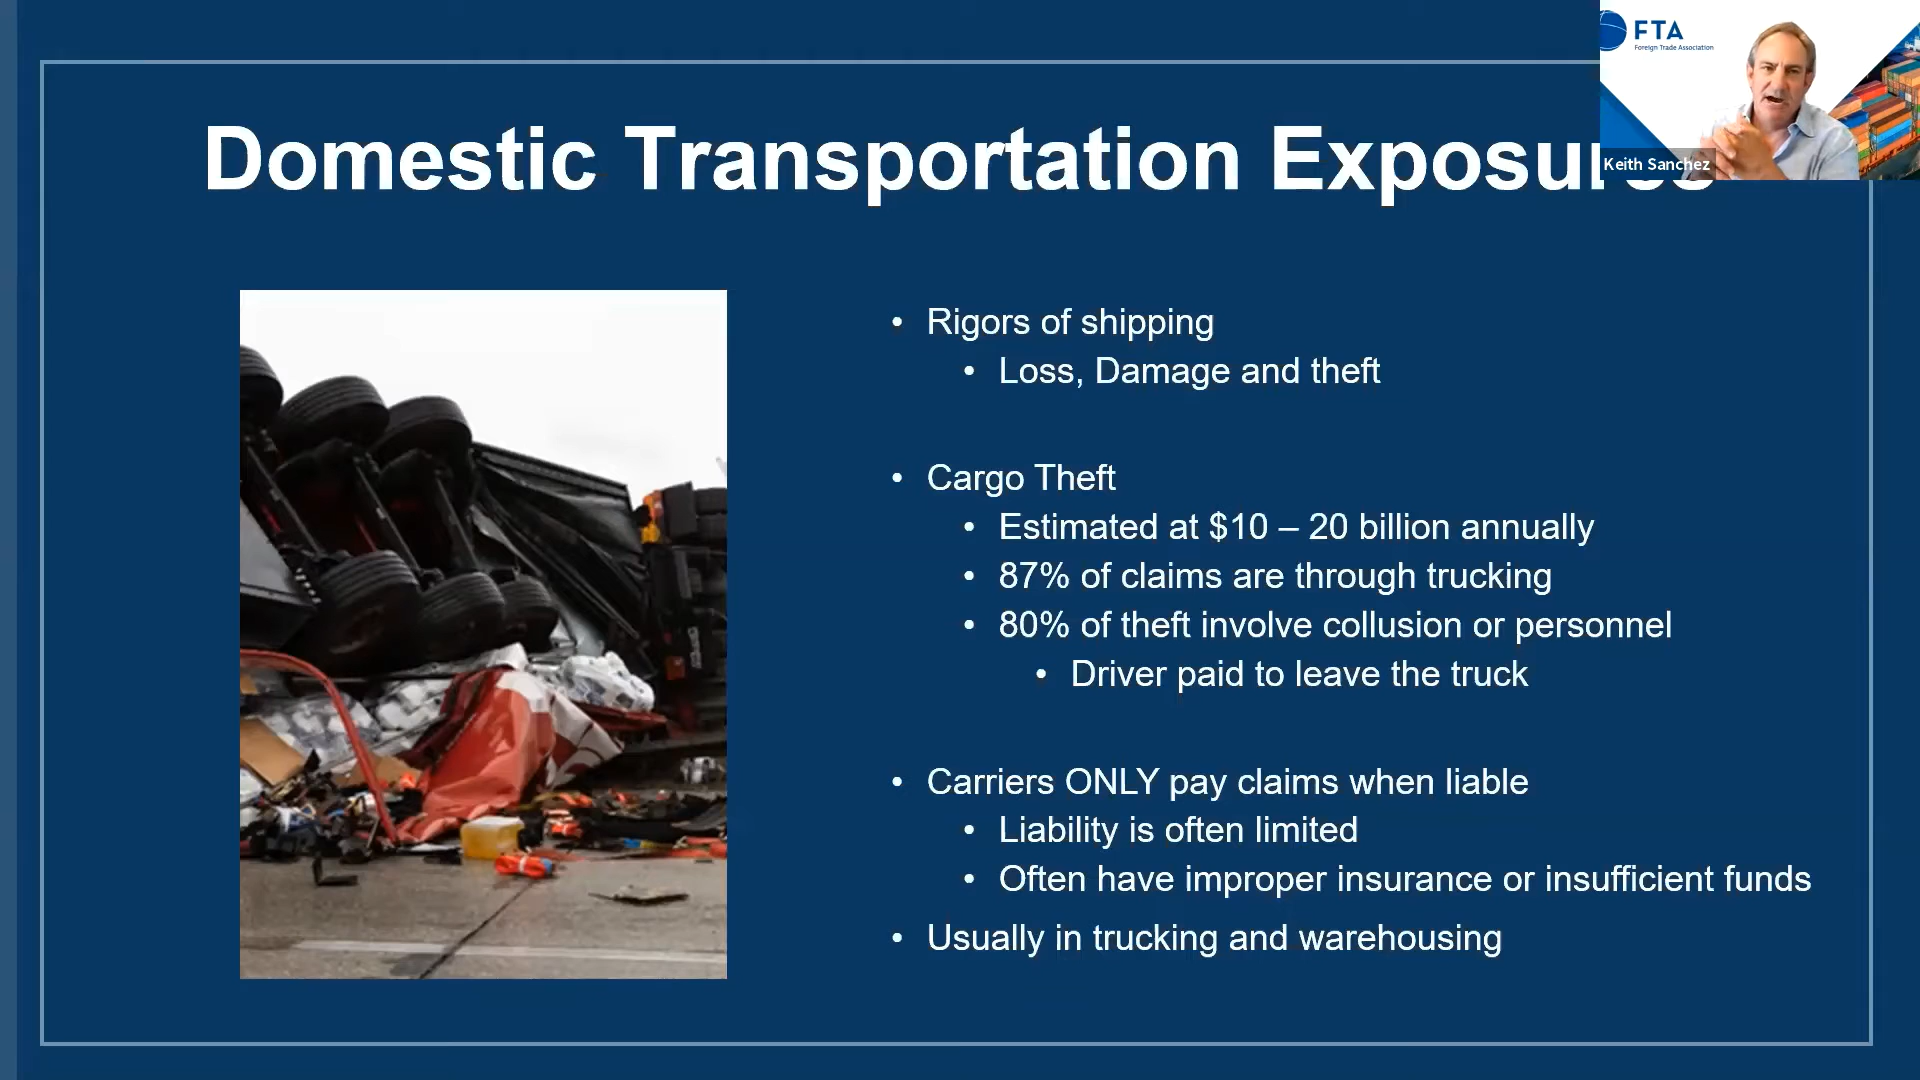 FTA
Foreign Trade Association
Keith Sanchez
Domestic Transportation Exposures
• Rigors of shipping
• Loss, Damage and theft
• Cargo Theft
• Estimated at $10 – 20 billion annually
• 87% of claims are through trucking
• 80% of theft involve collusion or personnel
• Driver paid to leave the truck
• Carriers ONLY pay claims when liable
• Liability is often limited
• Often have improper insurance or insufficient funds
• Usually in trucking and warehousing